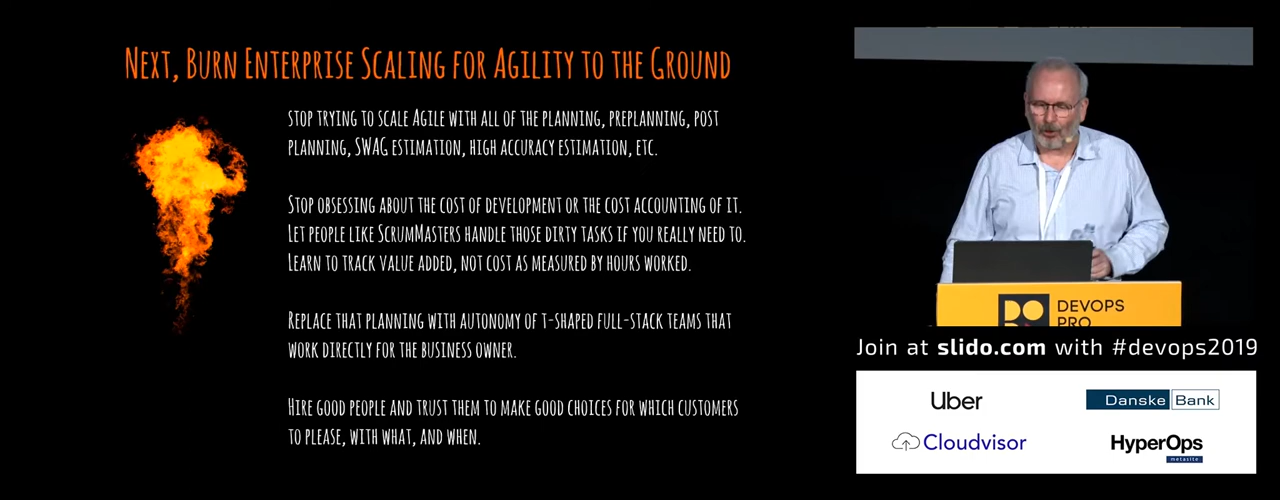 Next, Burn Enterprise Scaling for Agility to the Ground
stop trying to scale Agile with all of the planning, preplanning, post
planning, SWAG estimation, high accuracy estimation, etc.
Stop obsessing about the cost of development or the cost accounting of it.
Let people like ScrumMasters handle those dirty tasks if you really need to.
Learn to track value added, not cost as measured by hours worked.
Replace that planning with autonomy of t-shaped full-stack teams that
work directly for the business owner.
Hire good people and trust them to make good choices for which customers
to please, with what, and when.
DEVOPS
PRO
Join at slido.com with #devops2019
Uber
Danske Bank
Cloudvisor
HyperOps
metasite